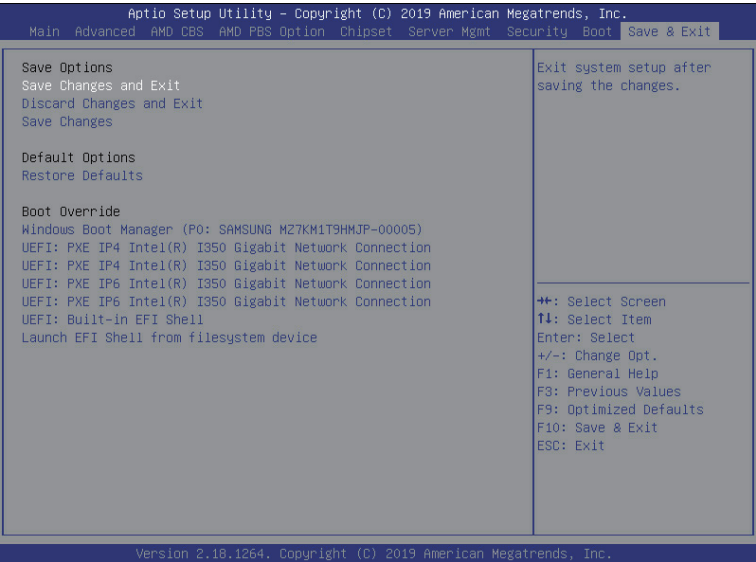 Aptio Setup Utility – Copyright (C) 2019 American Megatrends, Inc.
Main Advanced AMD CBS AMD PBS Option Chipset Server Mgmt Security Boot Save & Exit
Save Options
Save Changes and Exit
Discard Changes and Exit
Save Changes
Default Options
Restore Defaults
Boot Override
Windows Boot Manager (P0: SAMSUNG MZ7KM1T9HMJP-00005)
UEFI: PXE IP4 Intel(R) I350 Gigabit Network Connection
UEFI: PXE IP4 Intel(R) I350 Gigabit Network Connection
UEFI: PXE IP6 Intel(R) I350 Gigabit Network Connection
UEFI: PXE IP6 Intel(R) I350 Gigabit Network Connection
UEFI: Built-in EFI Shell
Launch EFI Shell from filesystem device
Exit system setup after
saving the changes.
→←: Select Screen
↑↓: Select Item
Enter: Select
+/-: Change Opt.
F1: General Help
F3: Previous Values
F9: Optimized Defaults
F10: Save & Exit
ESC: Exit
Version 2.18.1264. Copyright (C) 2019 American Megatrends, Inc.